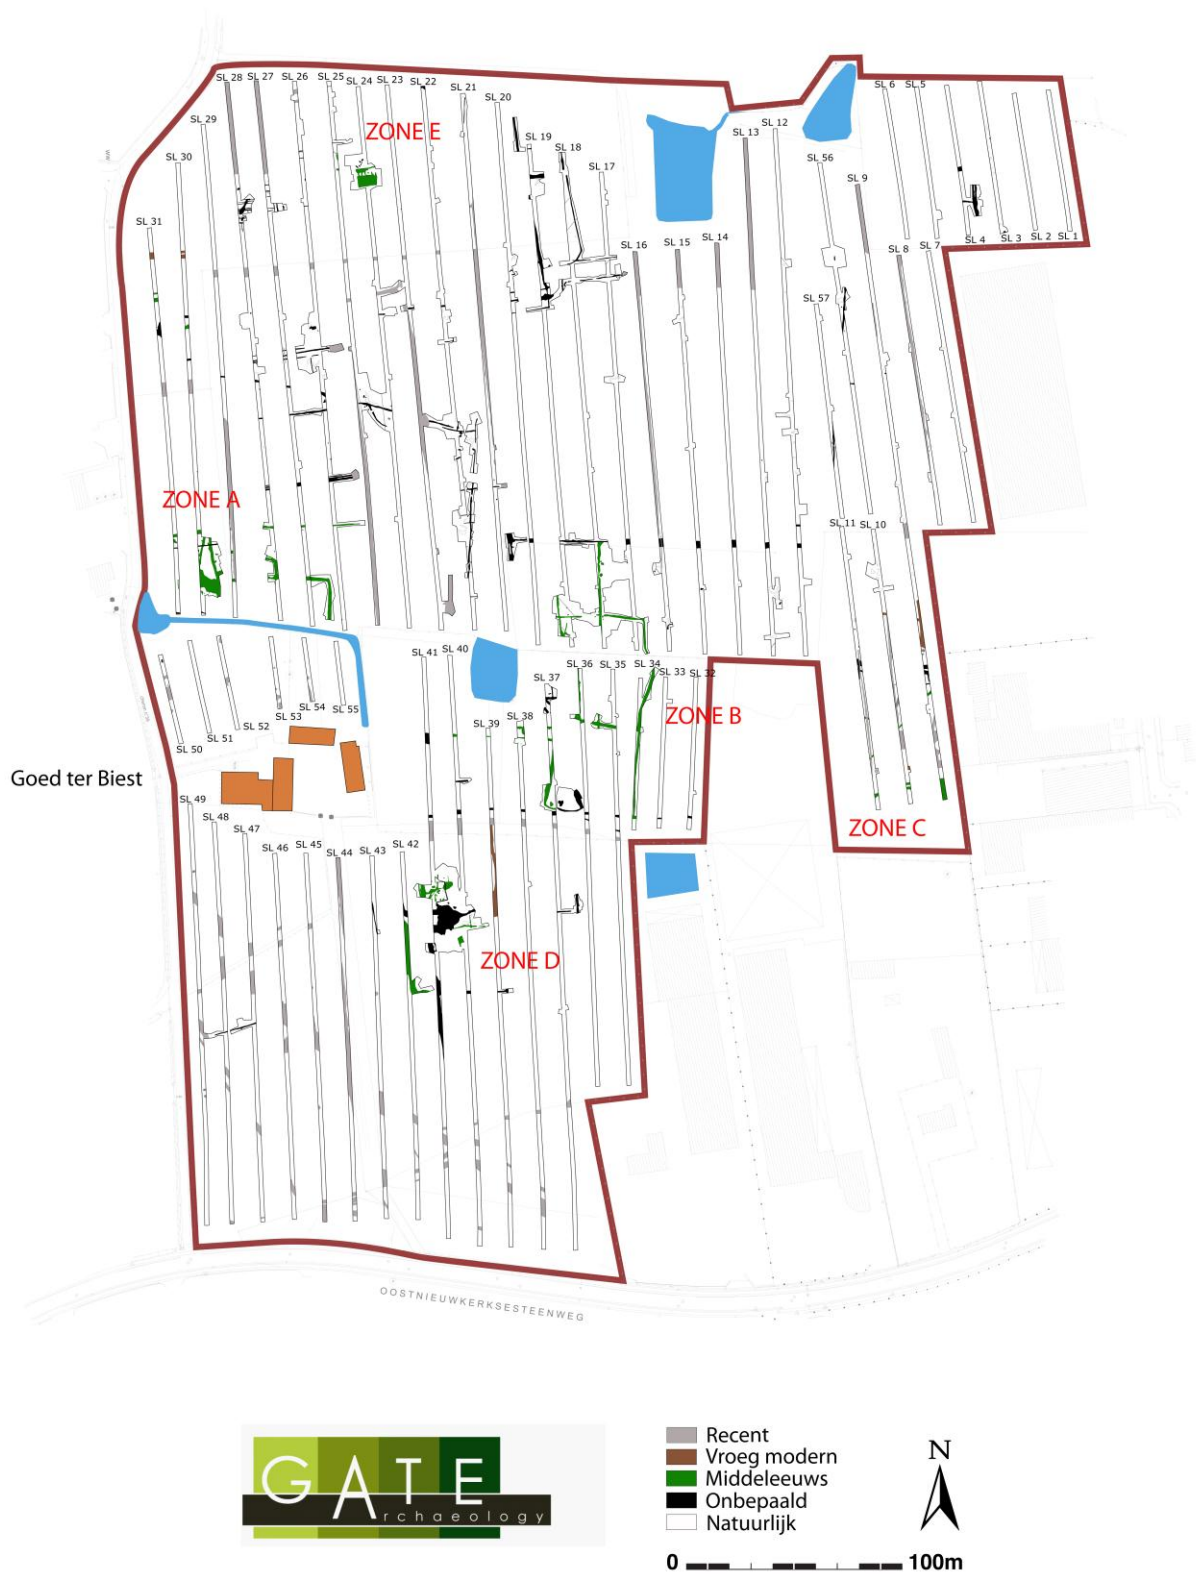 SL 28
SL 27
SL 26
SL 25
SL 24
SL 23
SL 22
SL 21
SL 20
SL 6
SL 5
SL 29
ZONE E
SL 19
SL 18
SL 13
SL 12
SL 30
SL 17
SL 56
SL 9
SL 31
SL 16
SL 15
SL 14
SL 8
SL 7
SL 4
SL 3
SL 2
SL 1
SL 57
ZONE A
SL 11
SL 10
SL 41
SL 40
SL 36
SL 35
SL 34
SL 33
SL 32
SL 37
SL 50
SL 51
SL 52
SL 53
SL 54
SL 55
SL 39
SL 38
ZONE B
Goed ter Biest
SL 49
SL 48
SL 47
SL 46
SL 45
SL 44
SL 43
SL 42
ZONE C
ZONE D
OOSTNIEUWKERKSESTEENWEG
GATE
rchaeology
Recent
Vroeg modern
Middeleeuws
Onbepaald
Natuurlijk
N
0 100m